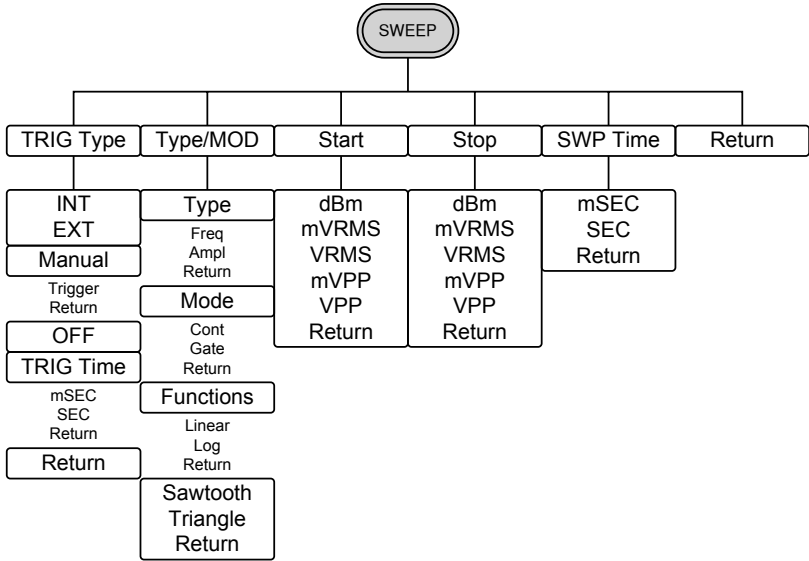 SWEEP
TRIG Type
Type/MOD
Start
Stop
SWP Time
Return
INT
EXT
Manual
Trigger
Return
OFF
TRIG Time
mSEC
SEC
Return
Return
Type
Freq
Ampl
Return
Mode
Cont
Gate
Return
Functions
Linear
Log
Return
Sawtooth
Triangle
Return
dBm
mVRMS
VRMS
mVPP
VPP
Return
dBm
mVRMS
VRMS
mVPP
VPP
Return
mSEC
SEC
Return